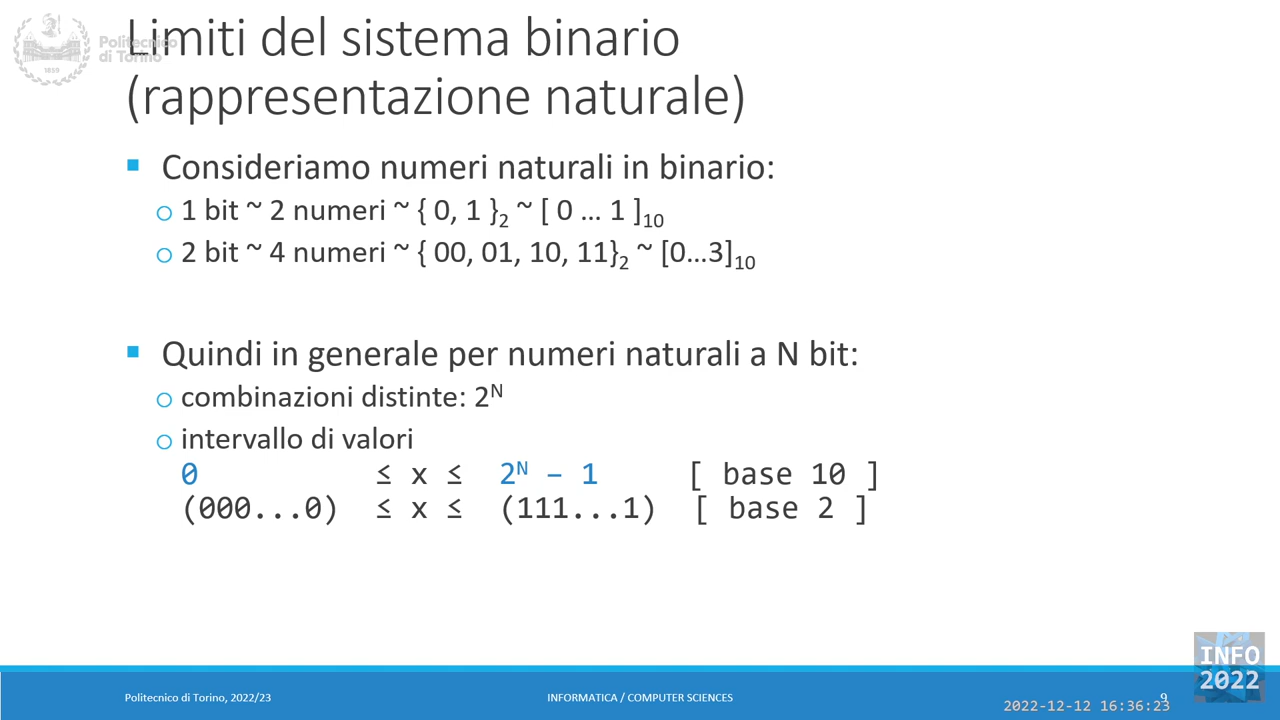 Politecnico
di Torino
1859
Limiti del sistema binario
(rappresentazione naturale)
Consideriamo numeri naturali in binario:
1 bit ~ 2 numeri ~ { 0, 1 }₂ ~ [ 0 … 1 ]₁₀
2 bit ~ 4 numeri ~ { 00, 01, 10, 11}₂ ~ [0…3]₁₀
Quindi in generale per numeri naturali a N bit:
combinazioni distinte: 2ᴺ
intervallo di valori
0 ≤ x ≤ 2ᴺ – 1 [ base 10 ]
(000...0) ≤ x ≤ (111...1) [ base 2 ]
Politecnico di Torino, 2022/23
INFORMATICA / COMPUTER SCIENCES
9
INFO
2022
2022-12-12 16:36:23